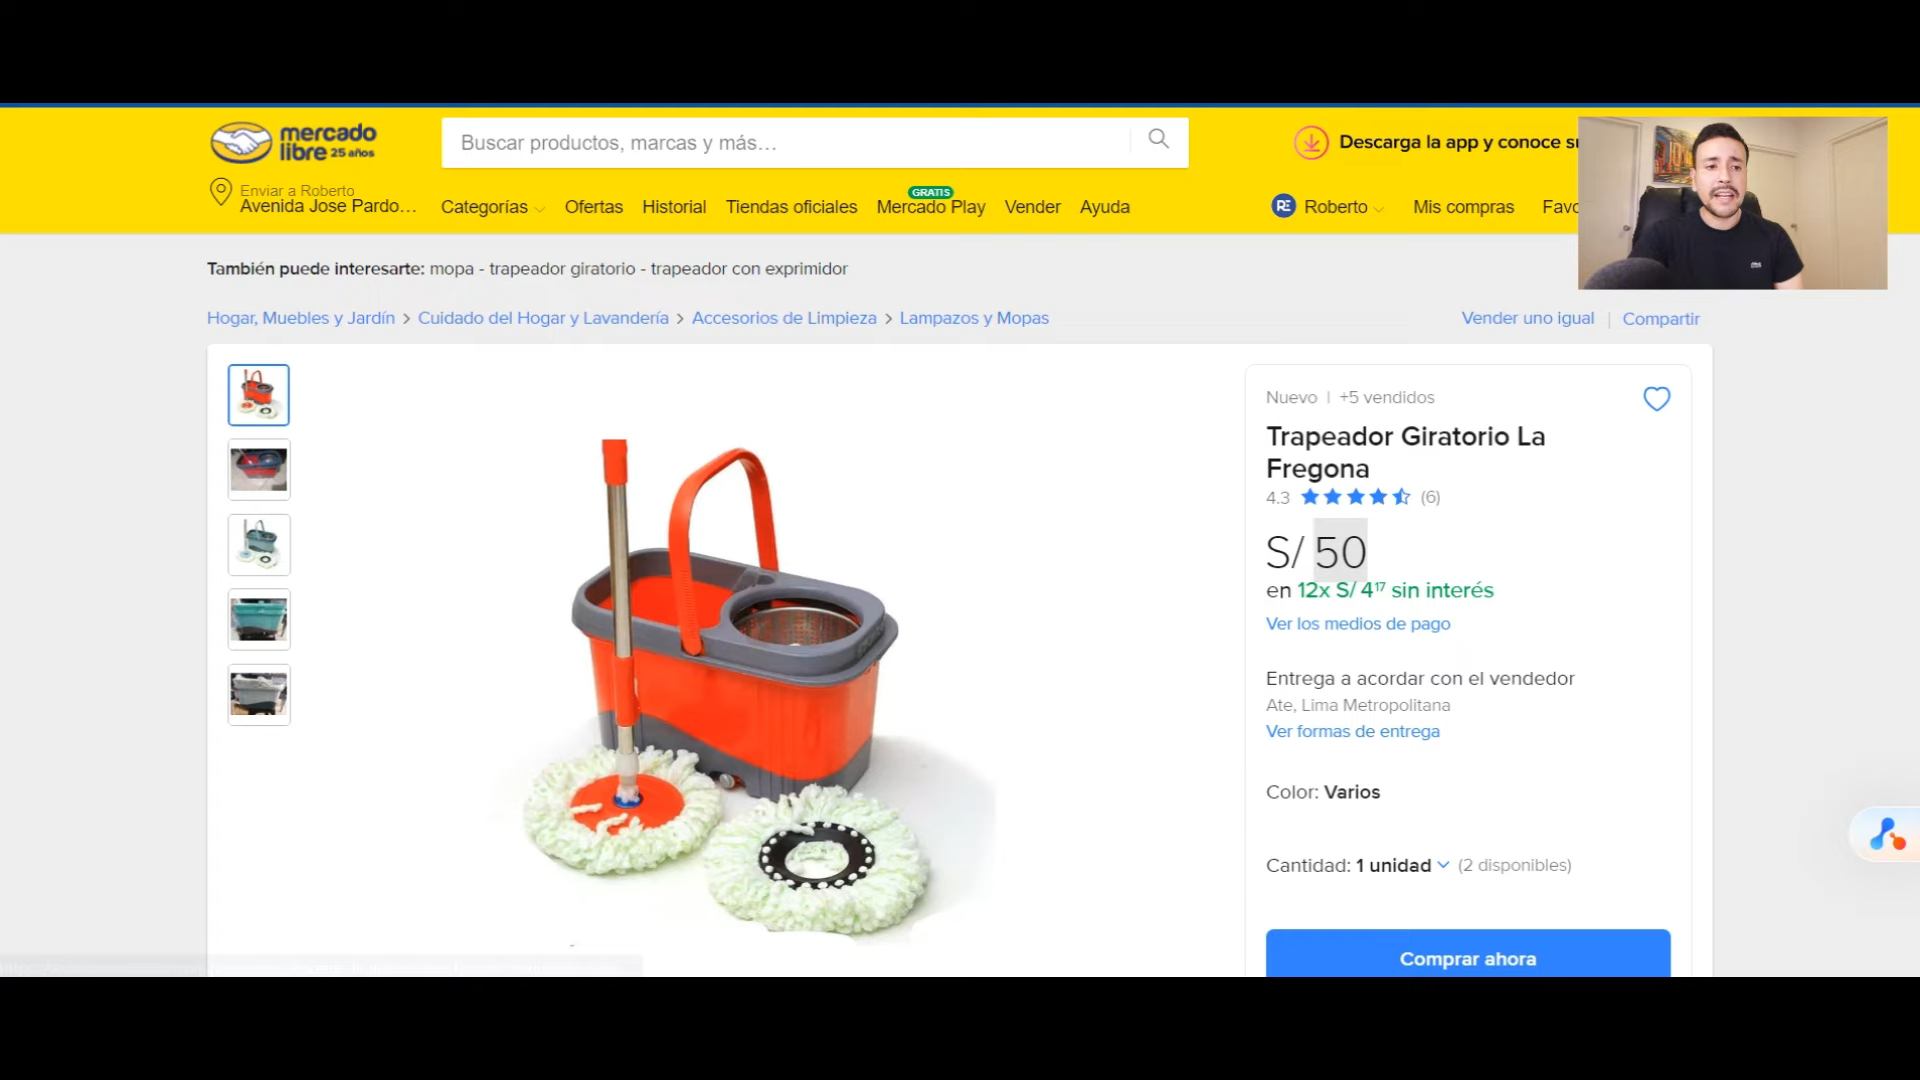 mercado
libre 25 años
Buscar productos, marcas y más...
Descarga la app y conoce
Enviar a Roberto
Avenida Jose Pardo...
Categorías
Ofertas
Historial
Tiendas oficiales
GRATIS
Mercado Play
Vender
Ayuda
RE
Roberto
Mis compras
También puede interesarte: mopa - trapeador giratorio - trapeador con exprimidor
Hogar, Muebles y Jardín > Cuidado del Hogar y Lavandería > Accesorios de Limpieza > Lampazos y Mopas
Vender uno igual | Compartir
Nuevo | +5 vendidos
Trapeador Giratorio La
Fregona
4.3 (6)
S/ 50
en 12x S/ 4¹⁷ sin interés
Ver los medios de pago
Entrega a acordar con el vendedor
Ate, Lima Metropolitana
Ver formas de entrega
Color: Varios
Cantidad: 1 unidad (2 disponibles)
Comprar ahora